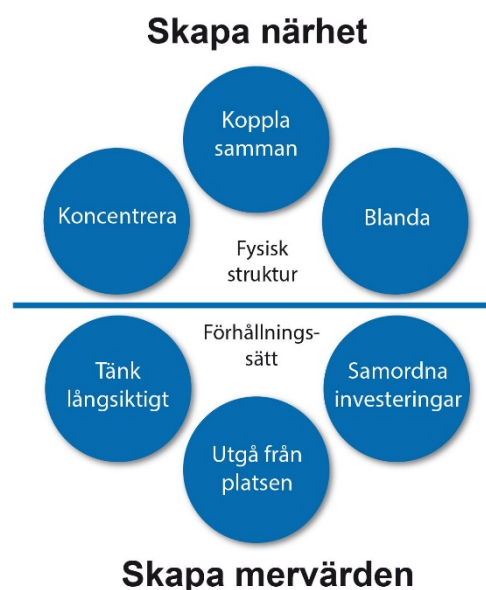 Skapa närhet
Koppla
samman
Koncentrera
Blanda
Fysisk
struktur
Förhållnings-
sätt
Tänk
långsiktigt
Samordna
investeringar
Utgå från
platsen
Skapa mervärden